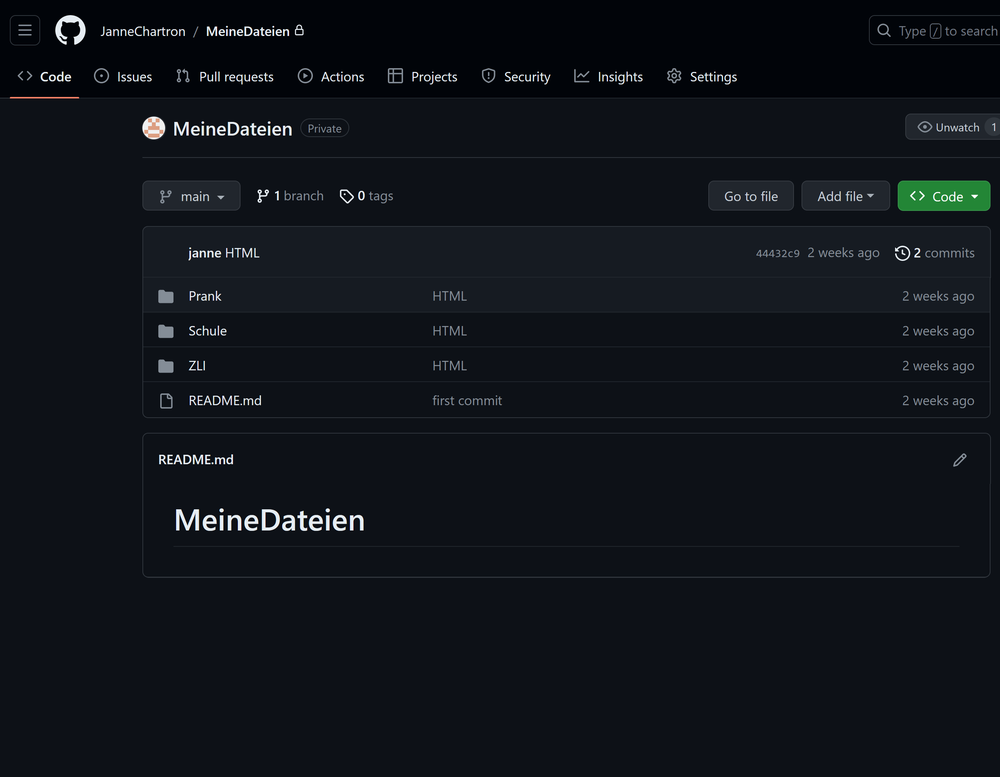 JanneChartron / MeineDateien
Type / to search
Code Issues Pull requests Actions Projects Security Insights Settings
MeineDateien Private
Unwatch 1
main 1 branch 0 tags
Go to file Add file Code
janne HTML 44432c9 2 weeks ago 2 commits
Prank HTML 2 weeks ago
Schule HTML 2 weeks ago
ZLI HTML 2 weeks ago
README.md first commit 2 weeks ago
README.md
MeineDateien